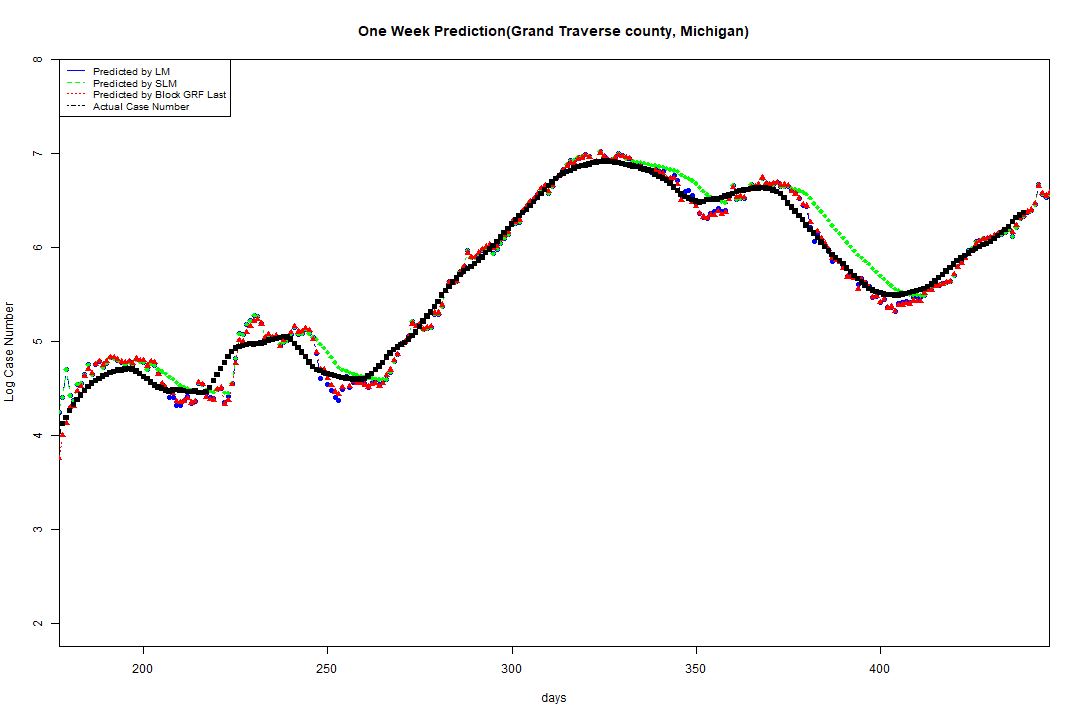 One Week Prediction(Grand Traverse county, Michigan)
Predicted by LM
Predicted by SLM
Predicted by Block GRF Last
Actual Case Number
8
7
6
5
4
3
2
Log Case Number
200 250 300 350 400
days